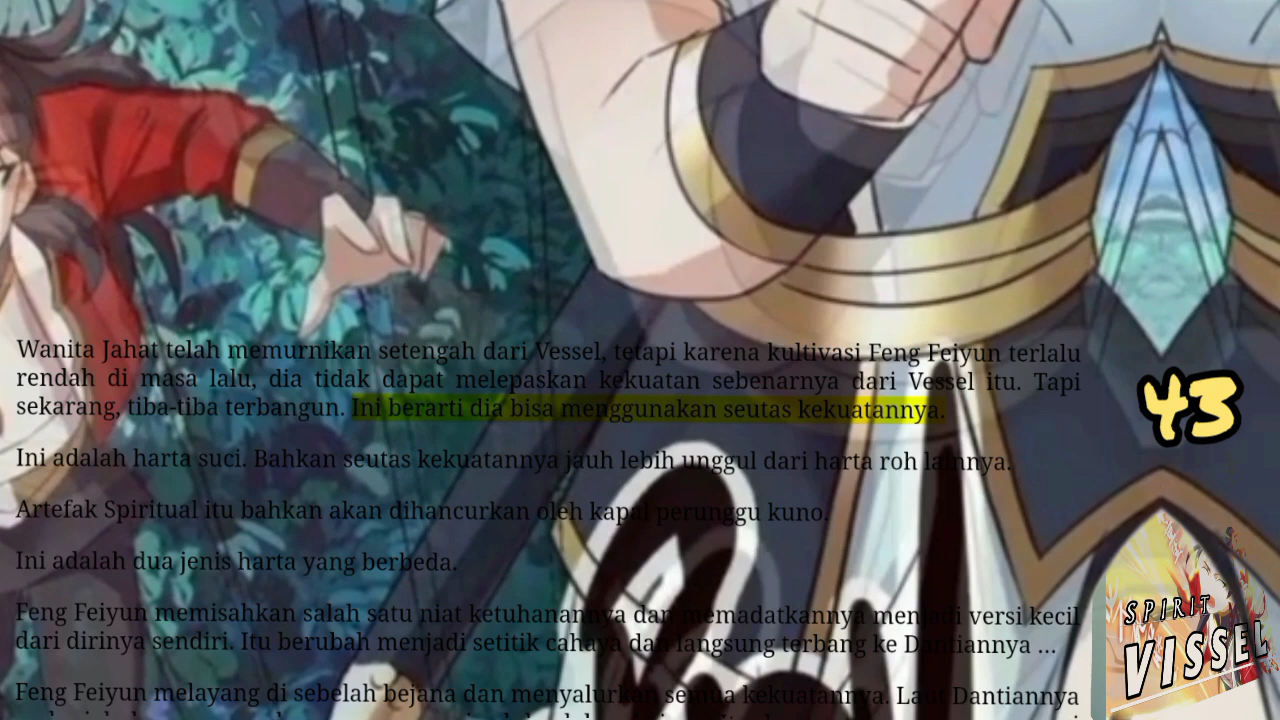 Wanita Jahat telah memurnikan setengah dari Vessel, tetapi karena kultivasi Feng Feiyun terlalu
rendah di masa lalu, dia tidak dapat melepaskan kekuatan sebenarnya dari Vessel itu. Tapi
sekarang, tiba-tiba terbangun. Ini berarti dia bisa menggunakan seutas kekuatannya.
Ini adalah harta suci. Bahkan seutas kekuatannya jauh lebih unggul dari harta roh lainnya.
Artefak Spiritual itu bahkan akan dihancurkan oleh kapal perunggu kuno.
Ini adalah dua jenis harta yang berbeda.
Feng Feiyun memisahkan salah satu niat ketuhanannya dan memadatkannya menjadi versi kecil
dari dirinya sendiri. Itu berubah menjadi setitik cahaya dan langsung terbang ke Dantiannya ...
Feng Feiyun melayang di sebelah bejana dan menyalurkan semua kekuatannya. Laut Dantiannya
43
SPIRIT
VISSEL